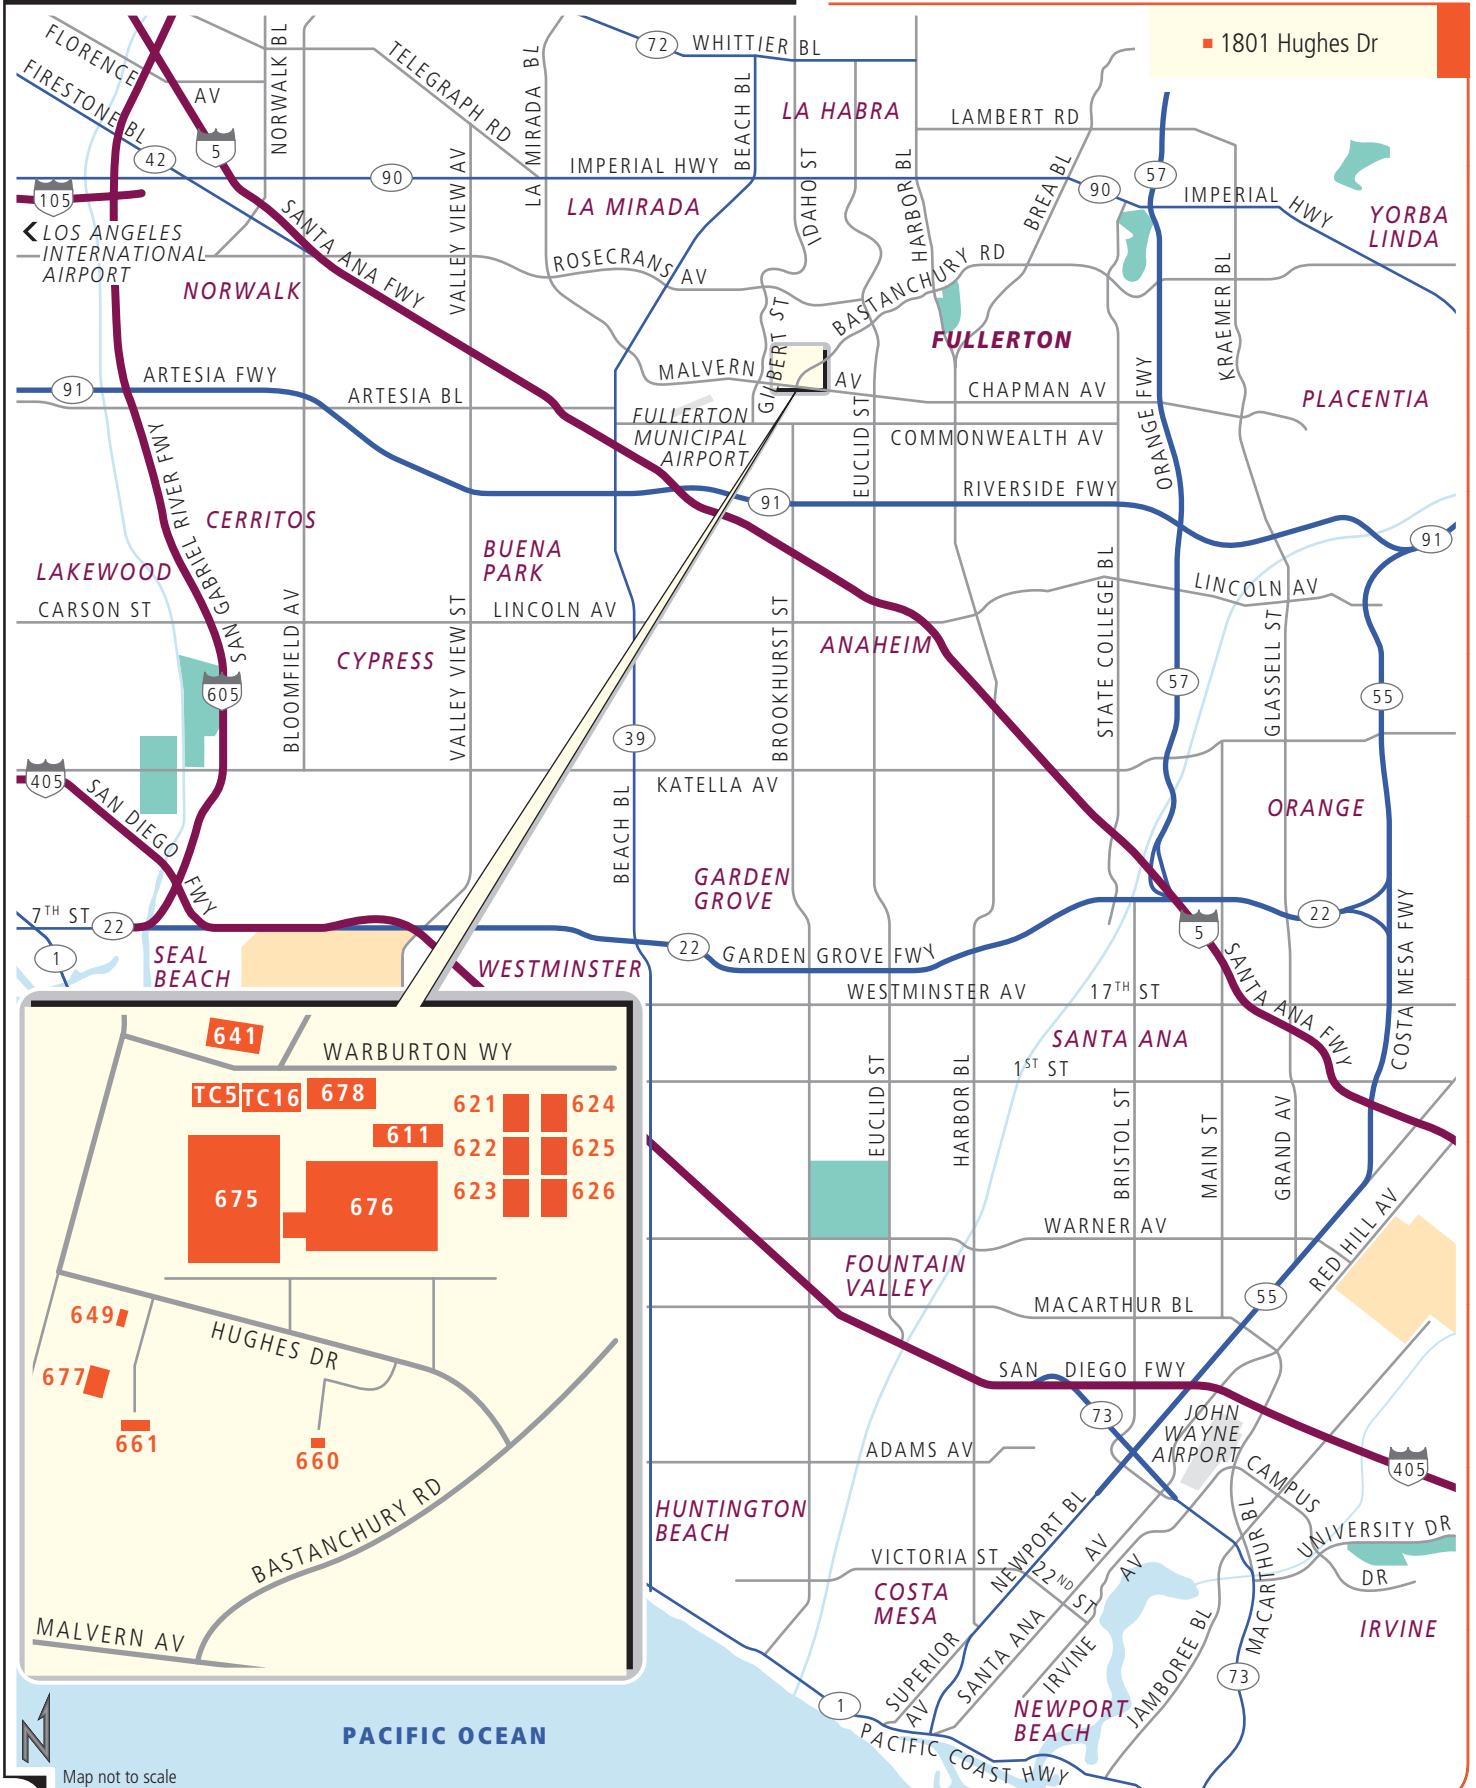 1801 Hughes Dr
FLORENCE AV
FIRESTONE BL
NORWALK BL
TELEGRAPH RD
LA MIRADA BL
72
WHITTIER BL
BEACH BL
LA HABRA
LAMBERT RD
5
42
90
IMPERIAL HWY
VALLEY VIEW AV
IDAHO ST
HARBOR BL
BREA BL
57
90
IMPERIAL HWY
105
LOS ANGELES
INTERNATIONAL
AIRPORT
SANTA ANA FWY
LA MIRADA
YORBA
LINDA
NORWALK
ROSECRANS AV
BASTANCHURY RD
GILBERT ST
FULLERTON
KRAEMER BL
91
ARTESIA FWY
ARTESIA BL
MALVERN AV
CHAPMAN AV
ORANGE FWY
PLACENTIA
FULLERTON
MUNICIPAL
AIRPORT
EUCLID ST
COMMONWEALTH AV
SAN GABRIEL RIVER FWY
91
RIVERSIDE FWY
91
CERRITOS
BUENA
PARK
LAKEWOOD
CARSON ST
BLOOMFIELD AV
VALLEY VIEW ST
LINCOLN AV
BROOKHURST ST
STATE COLLEGE BL
LINCOLN AV
GLASSELL ST
CYPRESS
ANAHEIM
605
57
55
39
405
SAN DIEGO FWY
KATELLA AV
BEACH BL
ORANGE
GARDEN
GROVE
7TH ST
22
1
22
GARDEN GROVE FWY
22
5
COSTA MESA FWY
SEAL
BEACH
WESTMINSTER
WESTMINSTER AV
17TH ST
SANTA ANA FWY
SANTA ANA
1ST ST
EUCLID ST
HARBOR BL
BRISTOL ST
MAIN ST
GRAND AV
641
WARBURTON WY
TC5
TC16
678
621
624
611
622
625
675
676
623
626
649
HUGHES DR
677
661
660
BASTANCHURY RD
MALVERN AV
WARNER AV
RED HILL AV
FOUNTAIN
VALLEY
55
MACARTHUR BL
SAN DIEGO FWY
73
JOHN
WAYNE
AIRPORT
405
ADAMS AV
CAMPUS DR
HUNTINGTON
BEACH
NEWPORT BL
MACARTHUR BL
UNIVERSITY DR
VICTORIA ST
22ND ST
COSTA
MESA
SUPERIOR AV
SANTA ANA AV
IRVINE AV
JAMBOREE BL
IRVINE
73
NEWPORT
BEACH
1
PACIFIC COAST HWY
PACIFIC OCEAN
N
Map not to scale